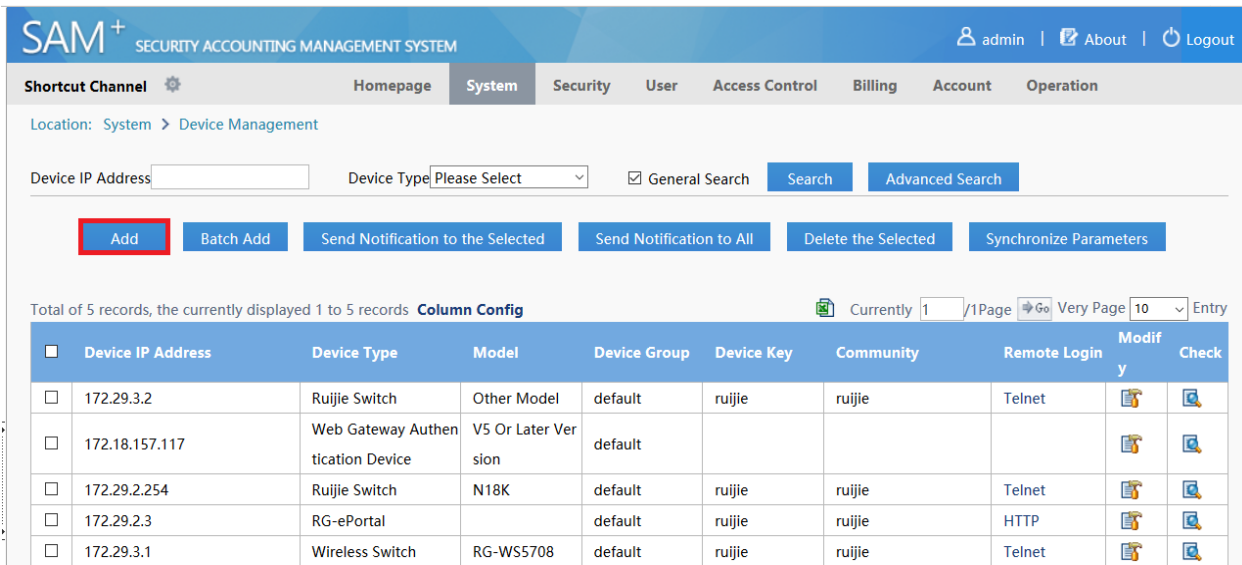 SAM+ SECURITY ACCOUNTING MANAGEMENT SYSTEM admin | About | Logout
Shortcut Channel Homepage System Security User Access Control Billing Account Operation
Location: System > Device Management
Device IP Address Device Type Please Select General Search Search Advanced Search
Add Batch Add Send Notification to the Selected Send Notification to All Delete the Selected Synchronize Parameters
Total of 5 records, the currently displayed 1 to 5 records Column Config Currently 1 /1Page Go Very Page 10 Entry
Device IP Address Device Type Model Device Group Device Key Community Remote Login Modif
y Check
172.29.3.2 Ruijie Switch Other Model default ruijie ruijie Telnet
172.18.157.117 Web Gateway Authen
tication Device V5 Or Later Ver
sion default
172.29.2.254 Ruijie Switch N18K default ruijie ruijie Telnet
172.29.2.3 RG-ePortal default ruijie ruijie HTTP
172.29.3.1 Wireless Switch RG-WS5708 default ruijie ruijie Telnet